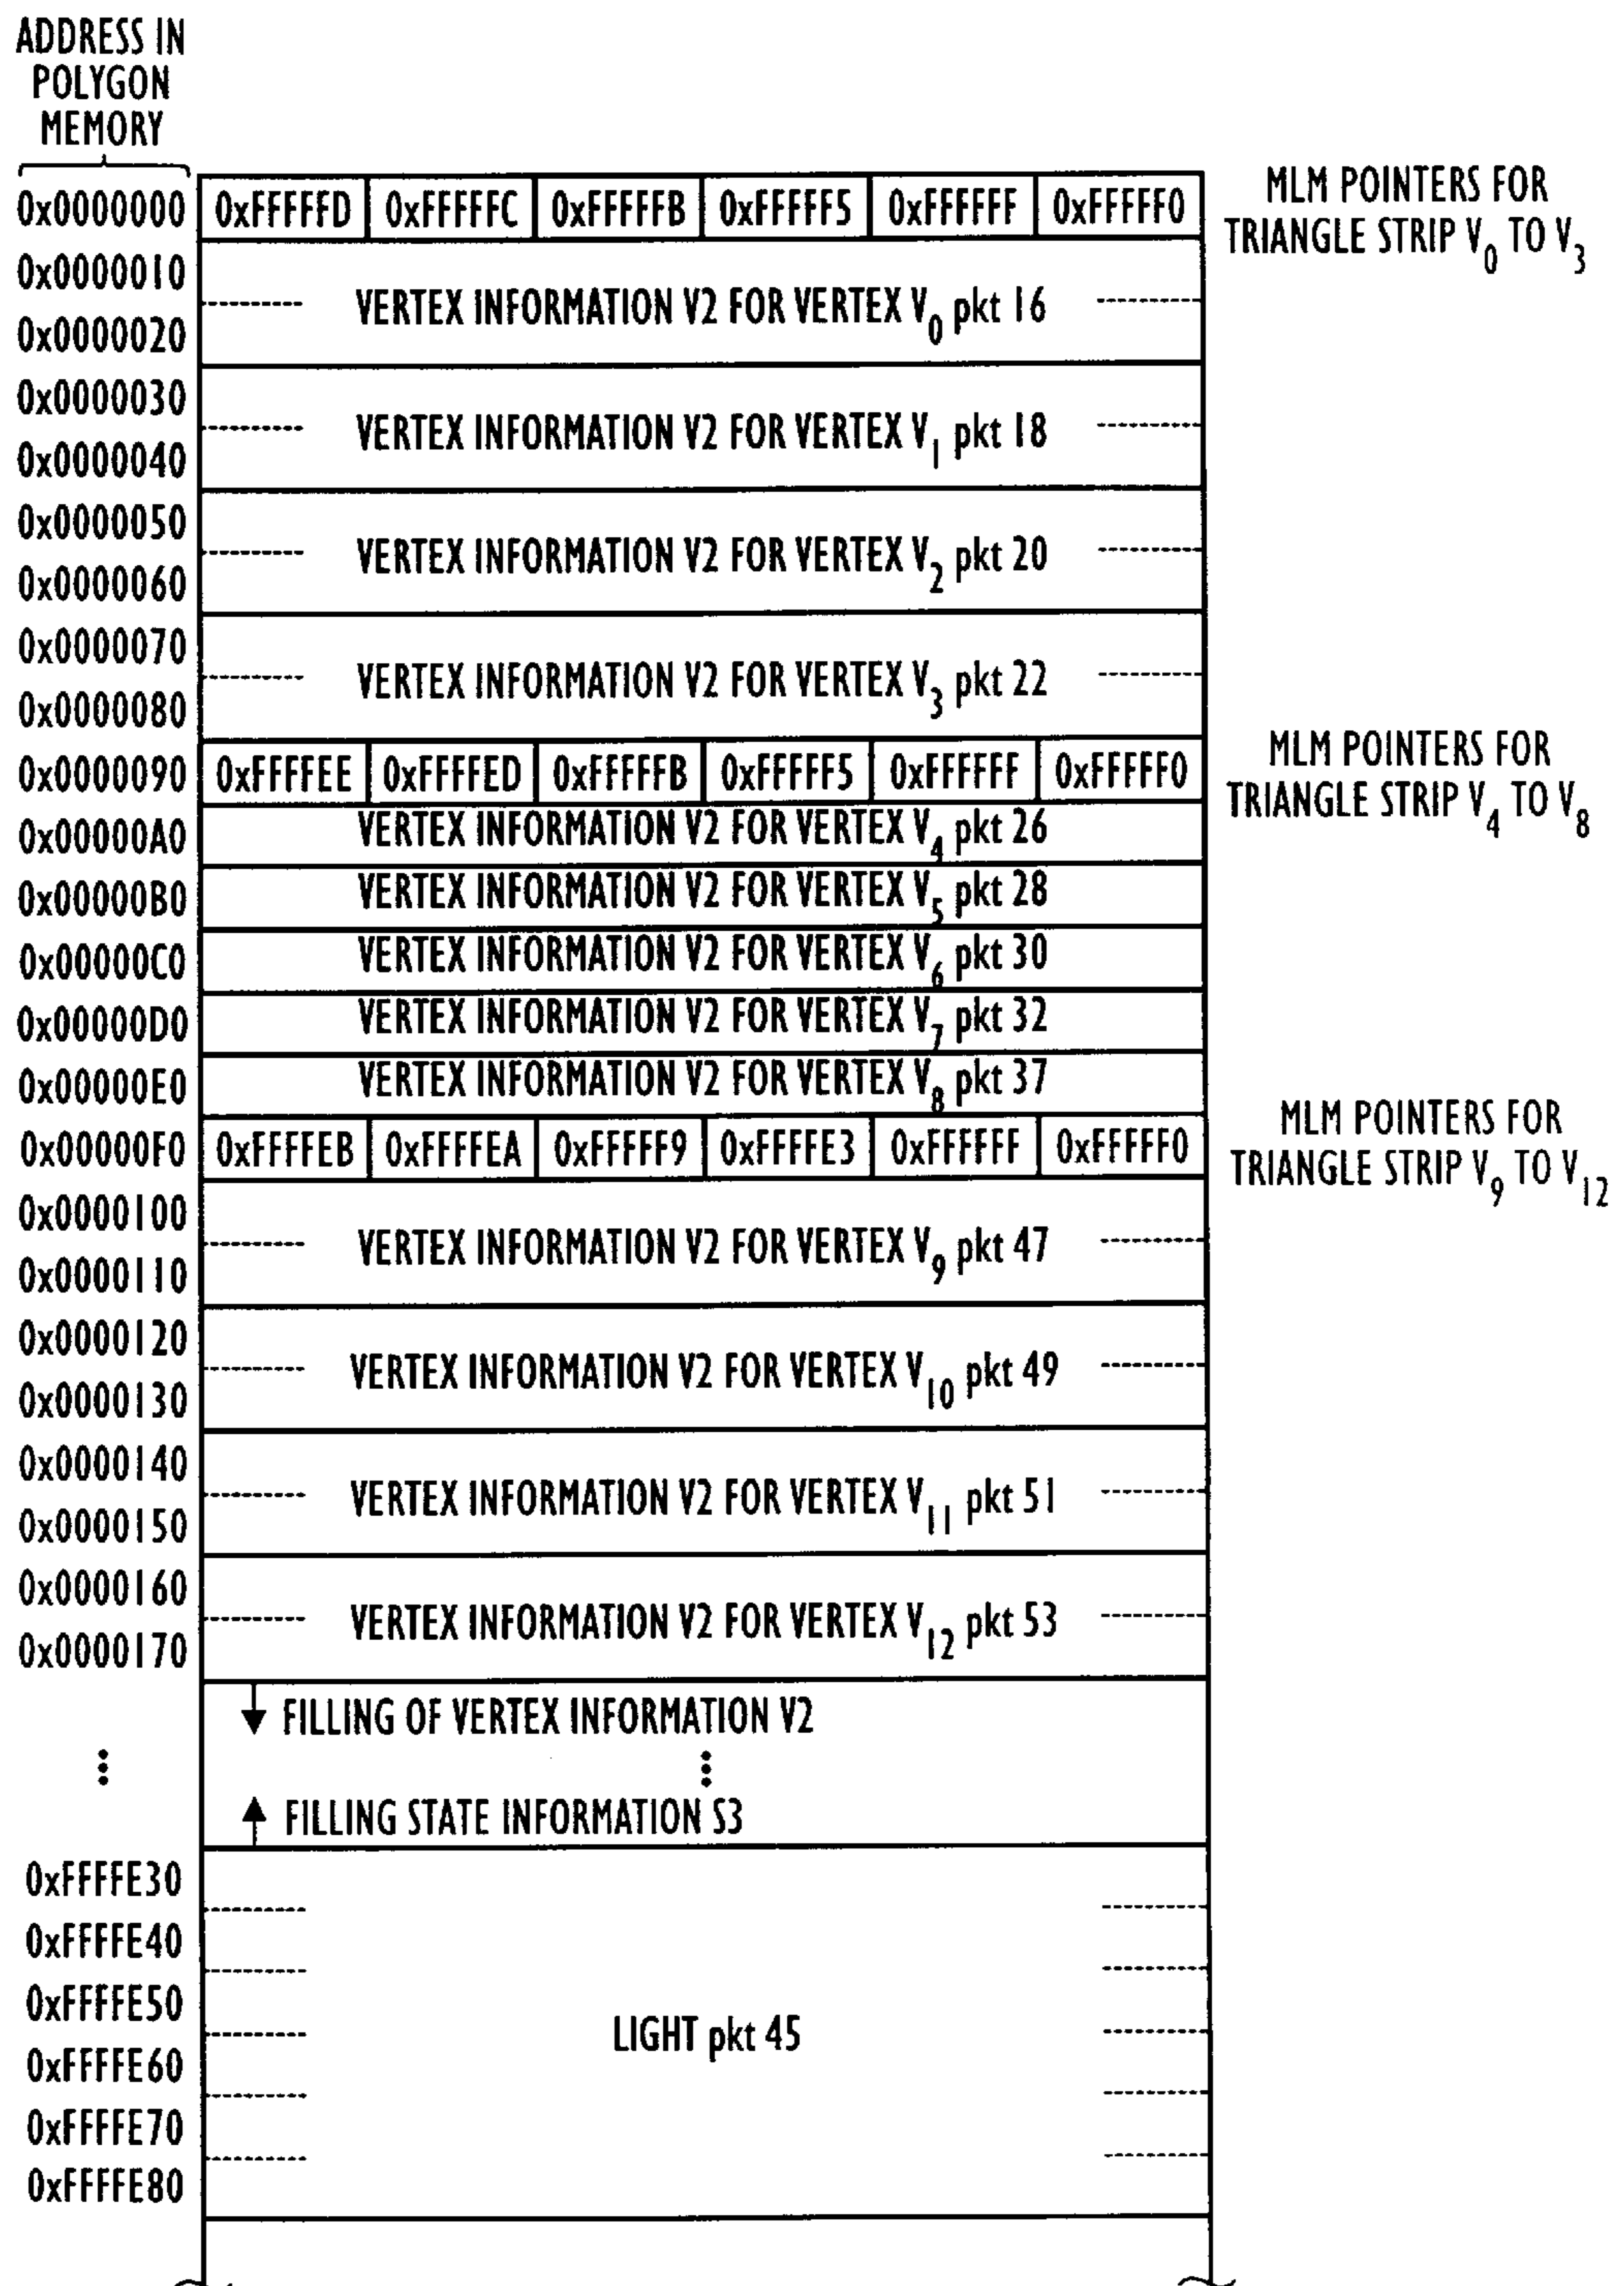 ADDRESS IN
POLYGON
MEMORY
0x0000000 0xFFFFFD 0xFFFFFC 0xFFFFFB 0xFFFFF5 0xFFFFFF 0xFFFFF0 MLM POINTERS FOR
TRIANGLE STRIP V0 TO V3
0x0000010
VERTEX INFORMATION V2 FOR VERTEX V0 pkt 16
0x0000020
0x0000030
VERTEX INFORMATION V2 FOR VERTEX V1 pkt 18
0x0000040
0x0000050
VERTEX INFORMATION V2 FOR VERTEX V2 pkt 20
0x0000060
0x0000070
VERTEX INFORMATION V2 FOR VERTEX V3 pkt 22
0x0000080
0x0000090 0xFFFFEE 0xFFFFED 0xFFFFFB 0xFFFFF5 0xFFFFFF 0xFFFFF0 MLM POINTERS FOR
TRIANGLE STRIP V4 TO V8
0x00000A0 VERTEX INFORMATION V2 FOR VERTEX V4 pkt 26
0x00000B0 VERTEX INFORMATION V2 FOR VERTEX V5 pkt 28
0x00000C0 VERTEX INFORMATION V2 FOR VERTEX V6 pkt 30
0x00000D0 VERTEX INFORMATION V2 FOR VERTEX V7 pkt 32
0x00000E0 VERTEX INFORMATION V2 FOR VERTEX V8 pkt 37
0x00000F0 0xFFFFEB 0xFFFFEA 0xFFFFF9 0xFFFFE3 0xFFFFFF 0xFFFFF0 MLM POINTERS FOR
TRIANGLE STRIP V9 TO V12
0x0000100
VERTEX INFORMATION V2 FOR VERTEX V9 pkt 47
0x0000110
0x0000120
VERTEX INFORMATION V2 FOR VERTEX V10 pkt 49
0x0000130
0x0000140
VERTEX INFORMATION V2 FOR VERTEX V11 pkt 51
0x0000150
0x0000160
VERTEX INFORMATION V2 FOR VERTEX V12 pkt 53
0x0000170
FILLING OF VERTEX INFORMATION V2
FILLING STATE INFORMATION S3
0xFFFFE30
0xFFFFE40
0xFFFFE50
LIGHT pkt 45
0xFFFFE60
0xFFFFE70
0xFFFFE80